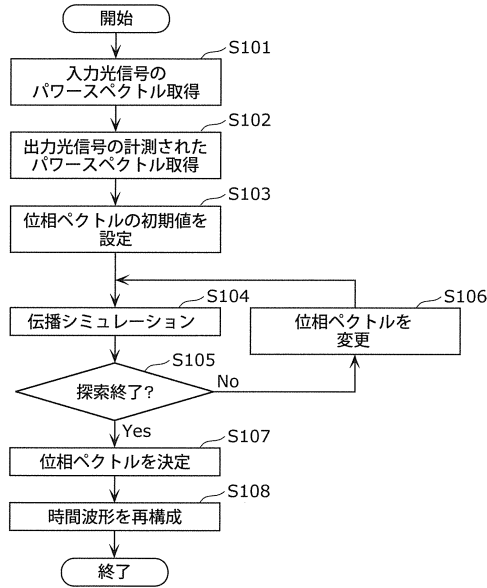 開始
S101
入力光信号の
パワースペクトル取得
S102
出力光信号の計測された
パワースペクトル取得
S103
位相ペクトルの初期値を
設定
S104
伝播シミュレーション
S106
位相ペクトルを
変更
S105
探索終了?
No
Yes
S107
位相ペクトルを決定
S108
時間波形を再構成
終了